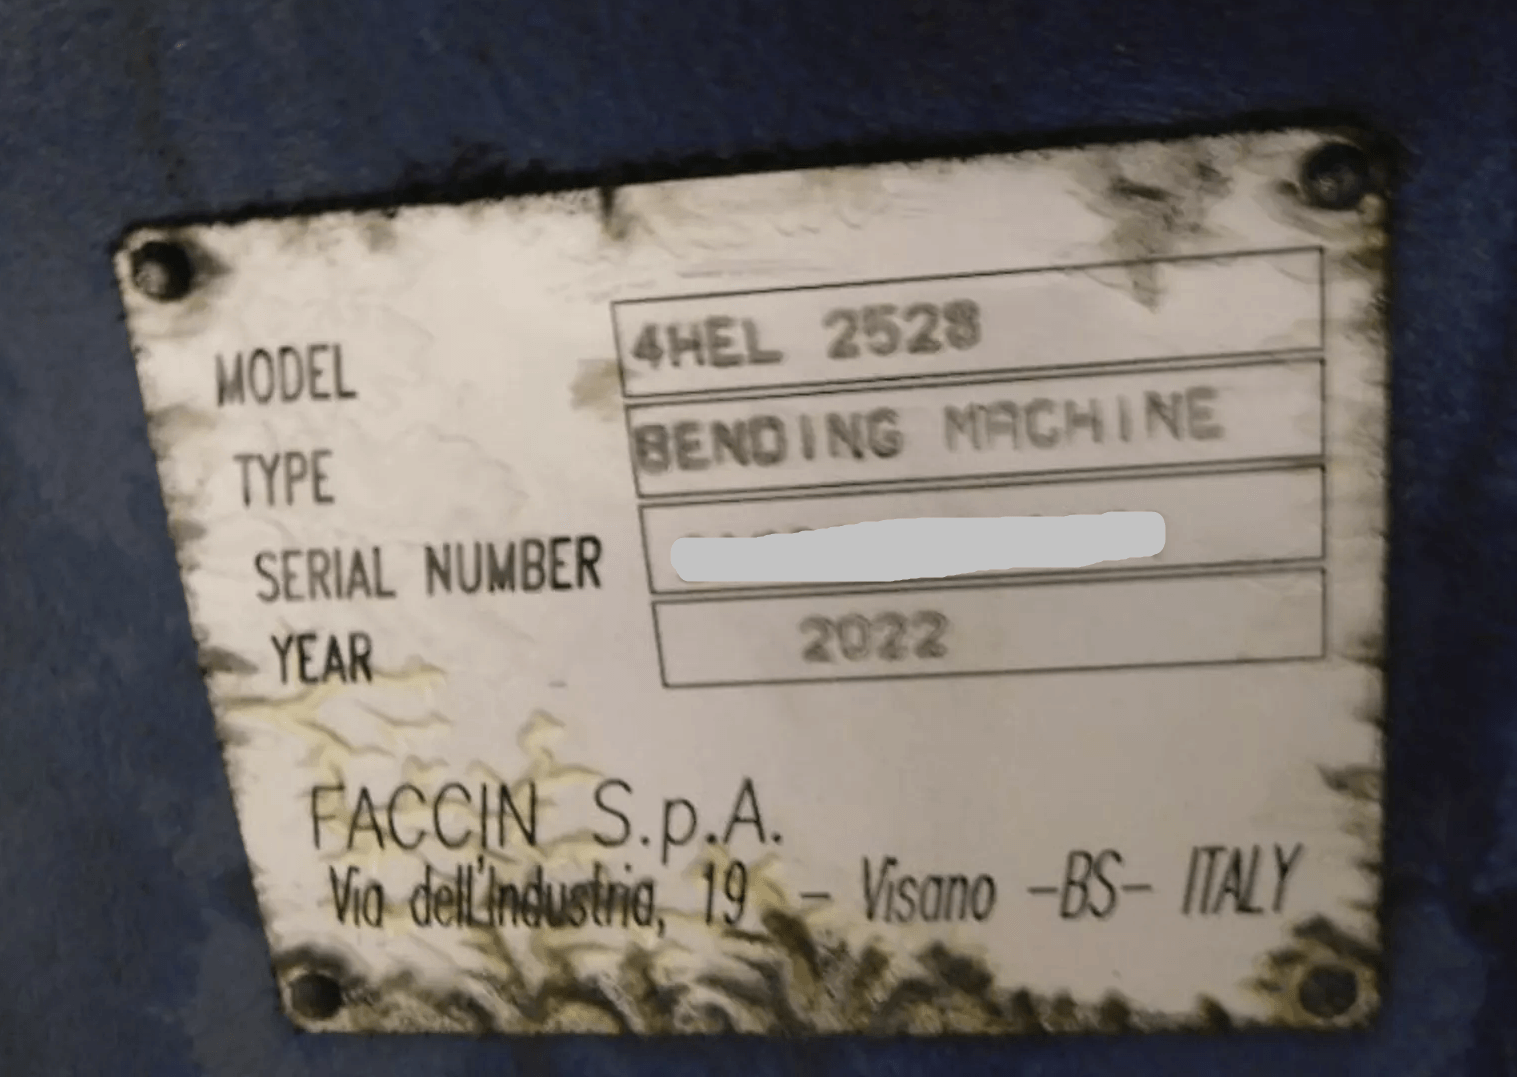 MODEL 4HEL 2528
TYPE BENDING MACHINE
SERIAL NUMBER
YEAR 2022
FACCIN S.p.A.
Via dell'Industria, 19 - Visano -BS- ITALY